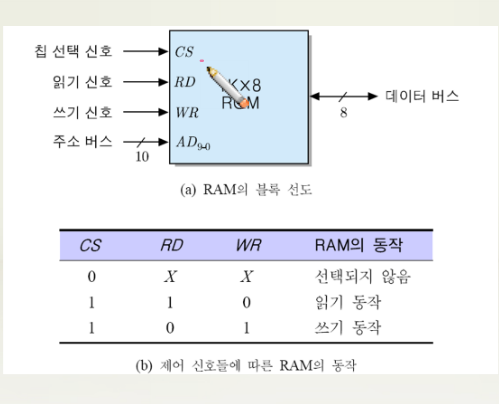 칩 선택 신호 CS
읽기 신호 RD
쓰기 신호 WR
주소 버스 10 AD9-0
K×8
데이터 버스
8
(a) RAM의 블록 선도
CS RD WR RAM의 동작
0 X X 선택되지 않음
1 1 0 읽기 동작
1 0 1 쓰기 동작
(b) 제어 신호들에 따른 RAM의 동작